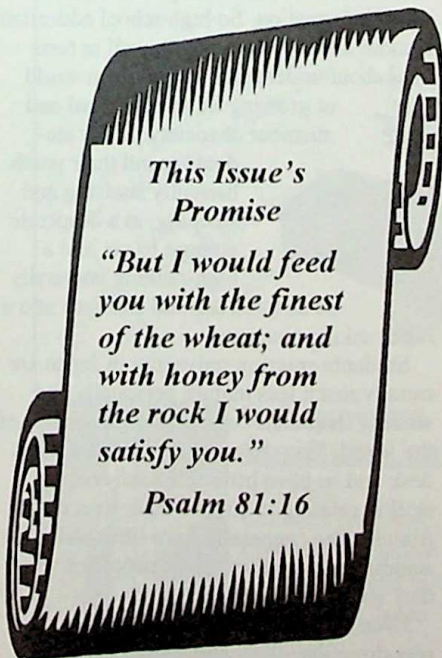 This Issue's
Promise
“But I would feed
you with the finest
of the wheat; and
with honey from
the rock I would
satisfy you.”
Psalm 81:16